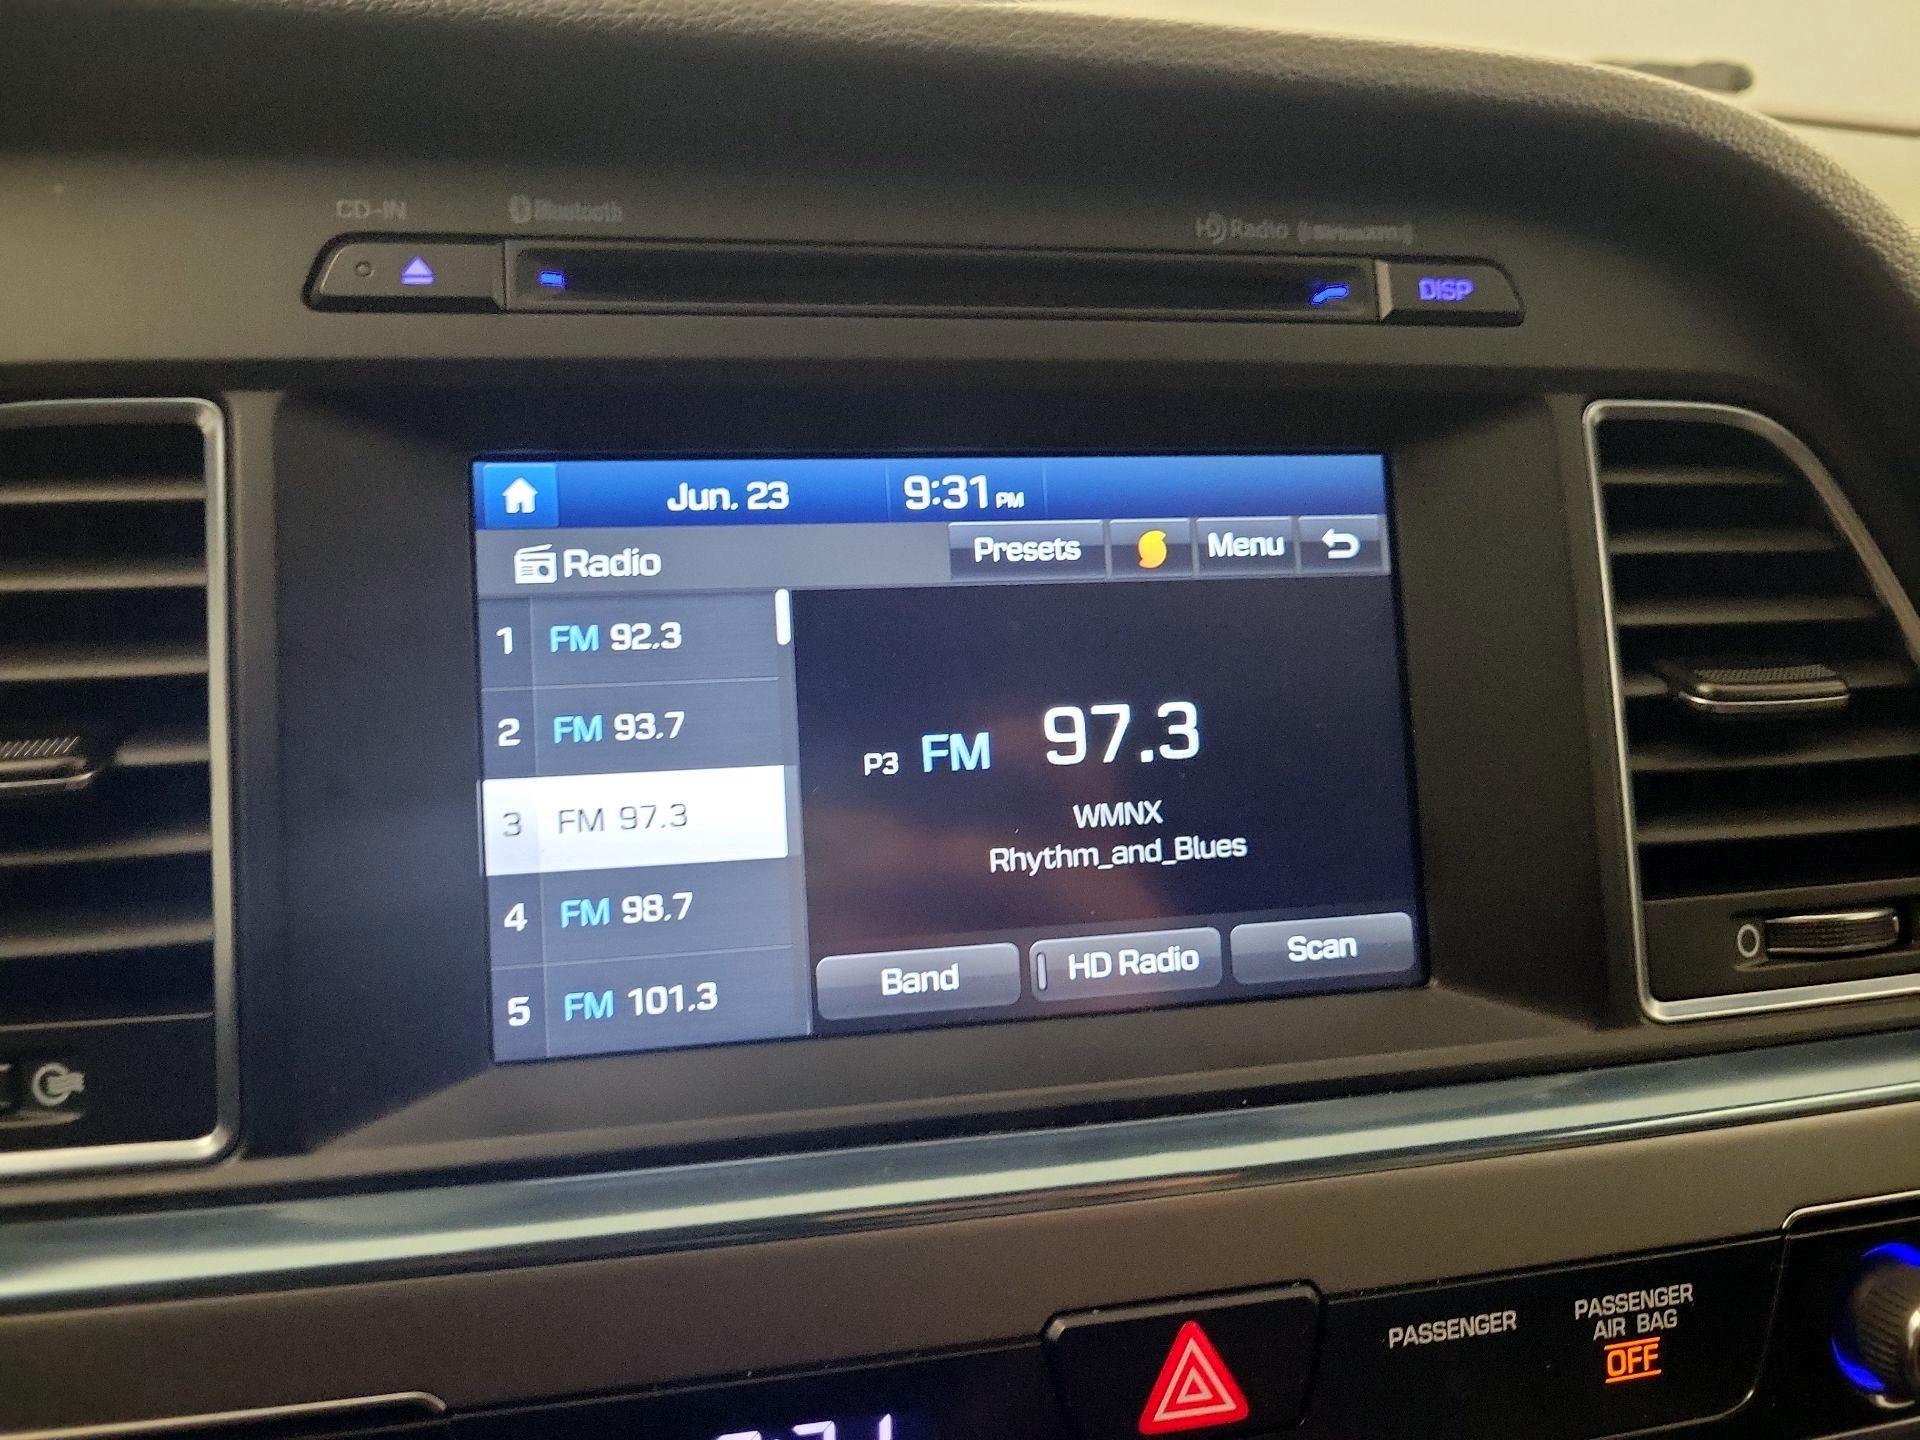 CD-IN Bluetooth HD Radio ((SiriusXM))
DISP
Jun. 23 9:31 PM
Radio Presets Menu
1 FM 92.3
2 FM 93.7
3 FM 97.3
4 FM 98.7
5 FM 101.3
P3 FM 97.3
WMNX
Rhythm_and_Blues
Band HD Radio Scan
O
PASSENGER
PASSENGER
AIR BAG
OFF